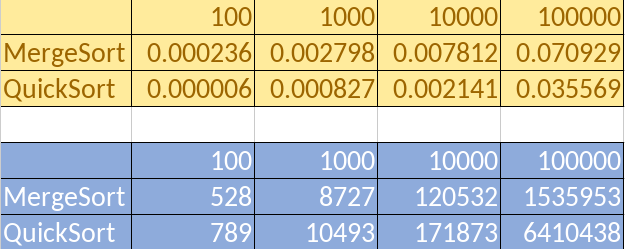 100 1000 10000 100000
MergeSort 0.000236 0.002798 0.007812 0.070929
QuickSort 0.000006 0.000827 0.002141 0.035569
100 1000 10000 100000
MergeSort 528 8727 120532 1535953
QuickSort 789 10493 171873 6410438